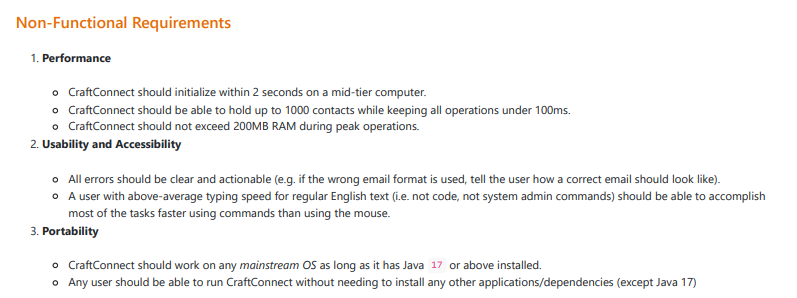 Non-Functional Requirements
1. Performance
o CraftConnect should initialize within 2 seconds on a mid-tier computer.
o CraftConnect should be able to hold up to 1000 contacts while keeping all operations under 100ms.
o CraftConnect should not exceed 200MB RAM during peak operations.
2. Usability and Accessibility
o All errors should be clear and actionable (e.g. if the wrong email format is used, tell the user how a correct email should look like).
o A user with above-average typing speed for regular English text (i.e. not code, not system admin commands) should be able to accomplish
most of the tasks faster using commands than using the mouse.
3. Portability
o CraftConnect should work on any mainstream OS as long as it has Java 17 or above installed.
o Any user should be able to run CraftConnect without needing to install any other applications/dependencies (except Java 17)